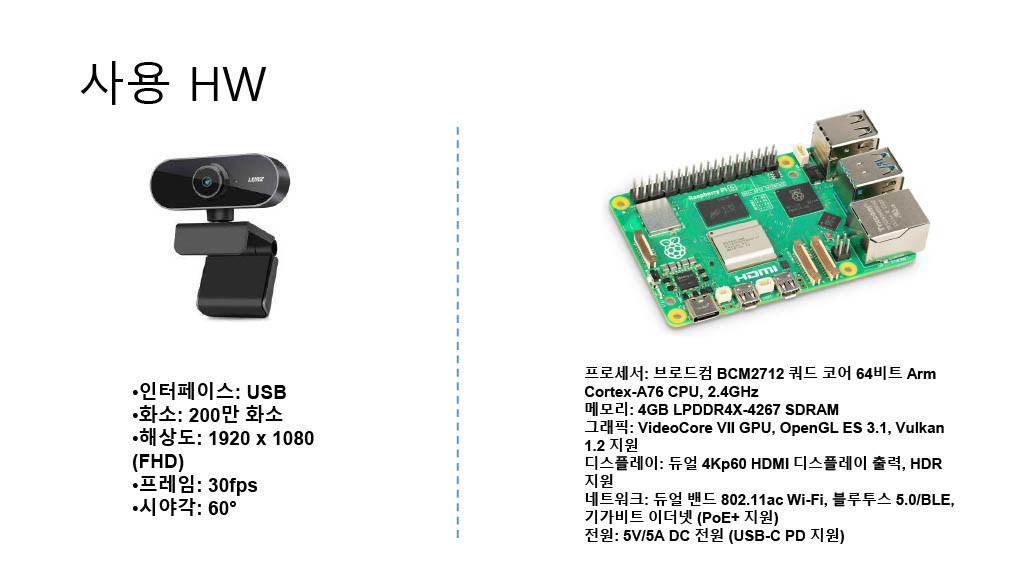 사용 HW
LEHRZ
Raspberry Pi 5
HDMI
•인터페이스: USB
•화소: 200만 화소
•해상도: 1920 x 1080
(FHD)
•프레임: 30fps
•시야각: 60°
프로세서: 브로드컴 BCM2712 쿼드 코어 64비트 Arm
Cortex-A76 CPU, 2.4GHz
메모리: 4GB LPDDR4X-4267 SDRAM
그래픽: VideoCore VII GPU, OpenGL ES 3.1, Vulkan
1.2 지원
디스플레이: 듀얼 4Kp60 HDMI 디스플레이 출력, HDR
지원
네트워크: 듀얼 밴드 802.11ac Wi-Fi, 블루투스 5.0/BLE,
기가비트 이더넷 (PoE+ 지원)
전원: 5V/5A DC 전원 (USB-C PD 지원)